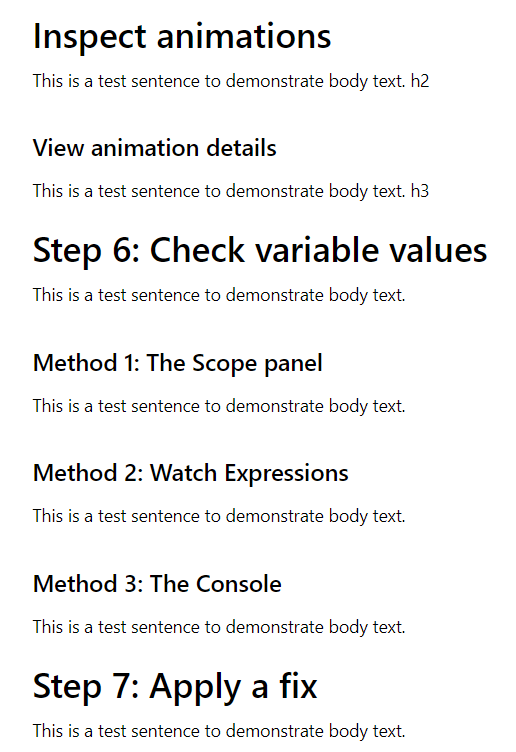 Inspect animations
This is a test sentence to demonstrate body text. h2
View animation details
This is a test sentence to demonstrate body text. h3
Step 6: Check variable values
This is a test sentence to demonstrate body text.
Method 1: The Scope panel
This is a test sentence to demonstrate body text.
Method 2: Watch Expressions
This is a test sentence to demonstrate body text.
Method 3: The Console
This is a test sentence to demonstrate body text.
Step 7: Apply a fix
This is a test sentence to demonstrate body text.